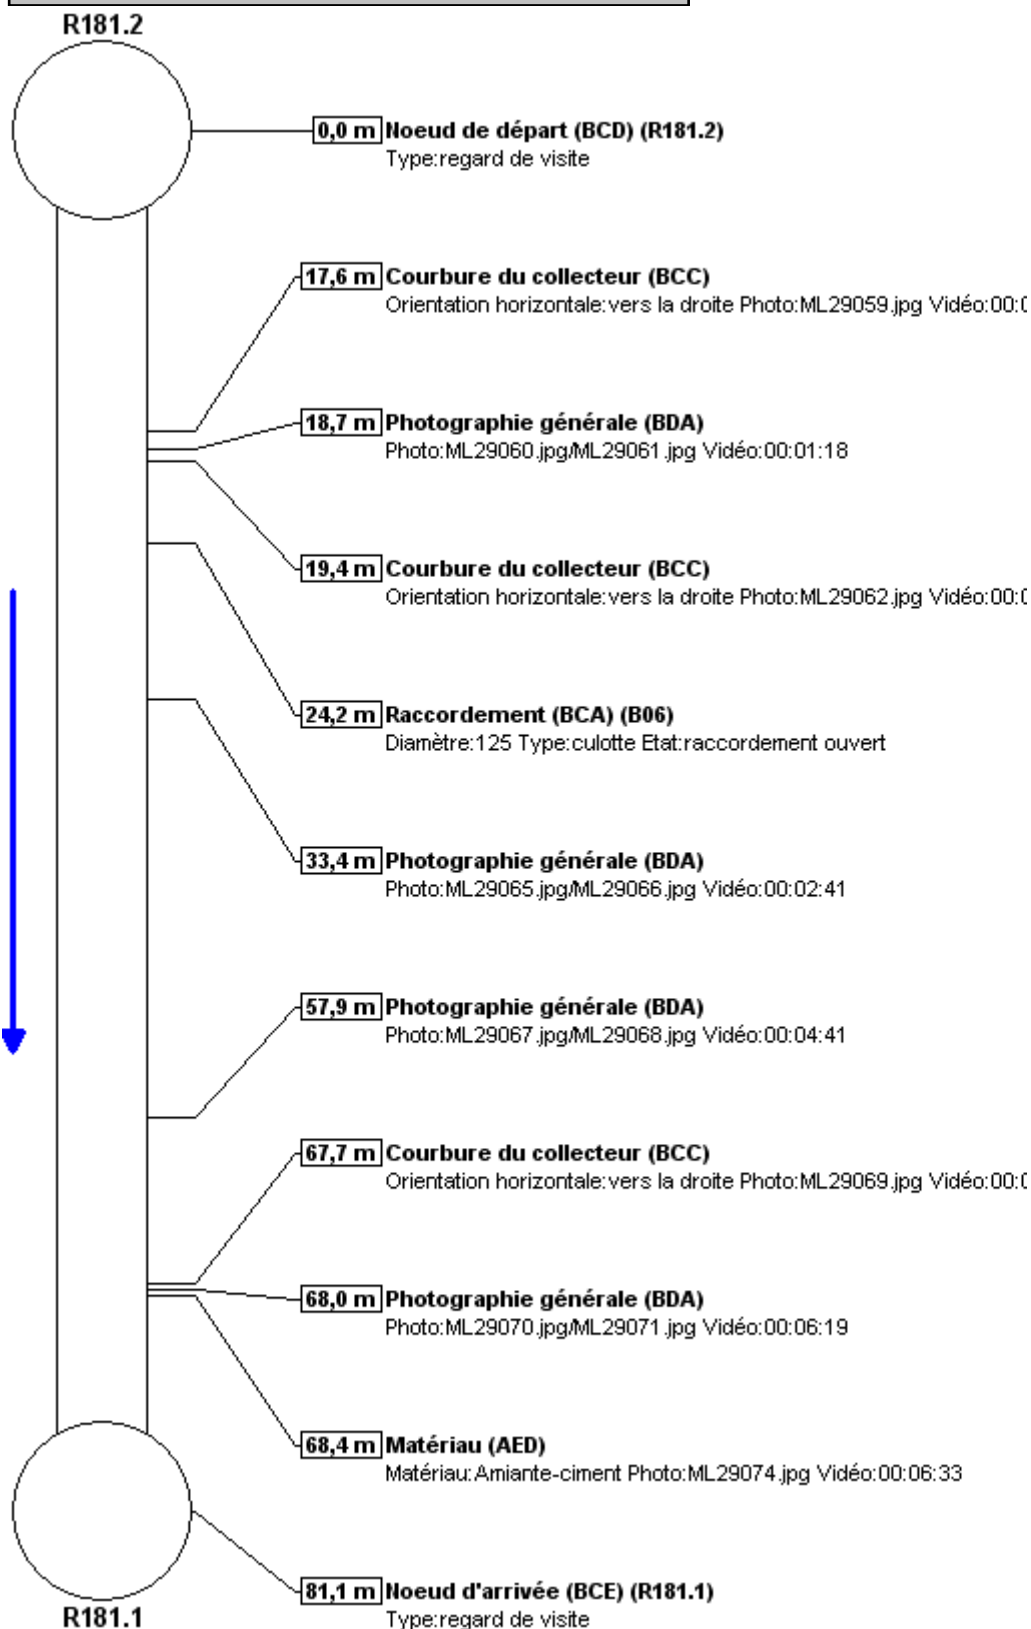 R181.2
0,0 m Noeud de départ (BCD) (R181.2)
Type:regard de visite
17,6 m Courbure du collecteur (BCC)
Orientation horizontale:vers la droite Photo:ML29059.jpg Vidéo:00:0
18,7 m Photographie générale (BDA)
Photo:ML29060.jpg/ML29061.jpg Vidéo:00:01:18
19,4 m Courbure du collecteur (BCC)
Orientation horizontale:vers la droite Photo:ML29062.jpg Vidéo:00:0
24,2 m Raccordement (BCA) (B06)
Diamètre:125 Type:culotte Etat:raccordement ouvert
33,4 m Photographie générale (BDA)
Photo:ML29065.jpg/ML29066.jpg Vidéo:00:02:41
57,9 m Photographie générale (BDA)
Photo:ML29067.jpg/ML29068.jpg Vidéo:00:04:41
67,7 m Courbure du collecteur (BCC)
Orientation horizontale:vers la droite Photo:ML29069.jpg Vidéo:00:0
68,0 m Photographie générale (BDA)
Photo:ML29070.jpg/ML29071.jpg Vidéo:00:06:19
68,4 m Matériau (AED)
Matériau:Amiante-ciment Photo:ML29074.jpg Vidéo:00:06:33
81,1 m Noeud d'arrivée (BCE) (R181.1)
Type:regard de visite
R181.1